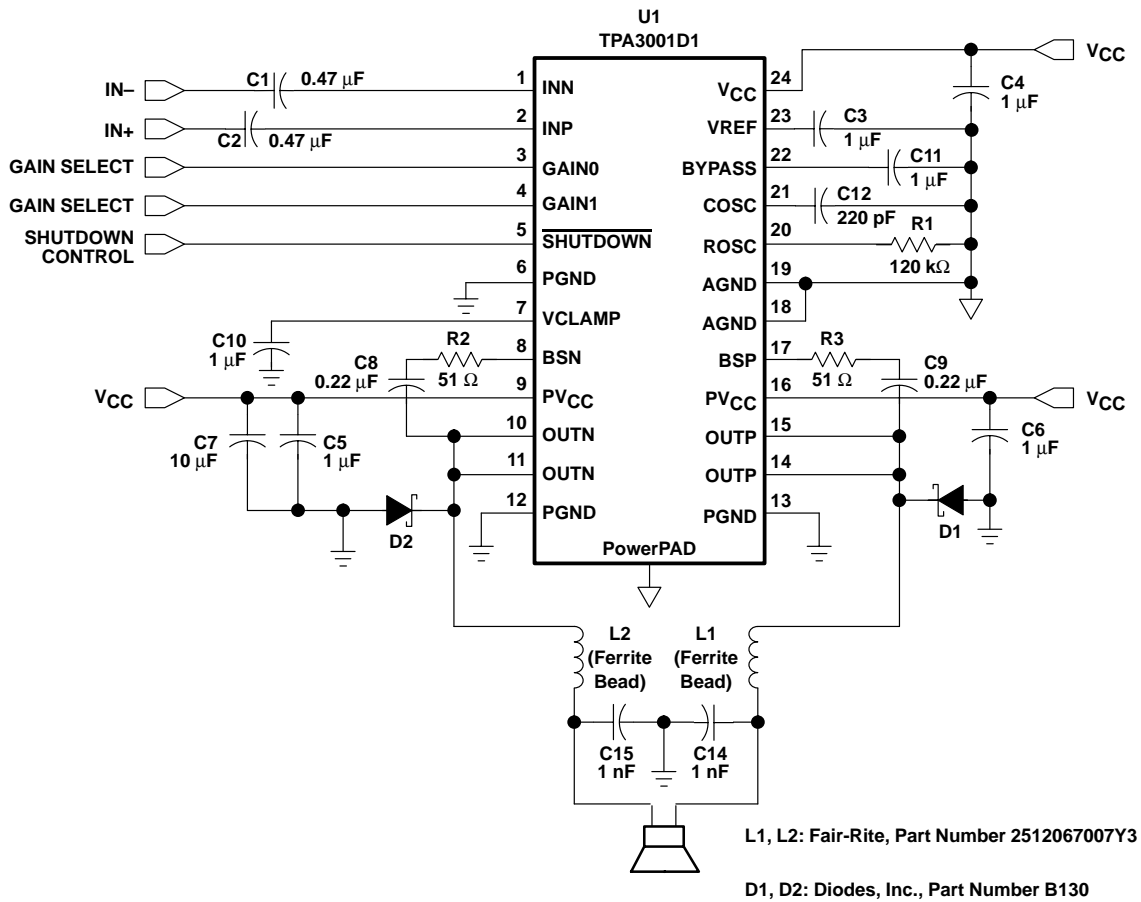 U1
TPA3001D1
IN–
C1
0.47 µF
1
INN
IN+
C2
0.47 µF
2
INP
GAIN SELECT
3
GAIN0
GAIN SELECT
4
GAIN1
SHUTDOWN
CONTROL
5
SHUTDOWN
6
PGND
7
VCLAMP
C10
1 µF
8
BSN
R2
51 Ω
C8
0.22 µF
VCC
9
PVCC
10
OUTN
C7
10 µF
C5
1 µF
11
OUTN
12
PGND
D2
PowerPAD
24
VCC
VCC
C4
1 µF
23
VREF
C3
1 µF
22
BYPASS
C11
1 µF
21
COSC
C12
220 pF
20
ROSC
R1
120 kΩ
19
AGND
18
AGND
17
BSP
R3
51 Ω
C9
0.22 µF
16
PVCC
VCC
15
OUTP
C6
1 µF
14
OUTP
13
PGND
D1
L2
(Ferrite
Bead)
L1
(Ferrite
Bead)
C15
1 nF
C14
1 nF
L1, L2: Fair-Rite, Part Number 2512067007Y3
D1, D2: Diodes, Inc., Part Number B130